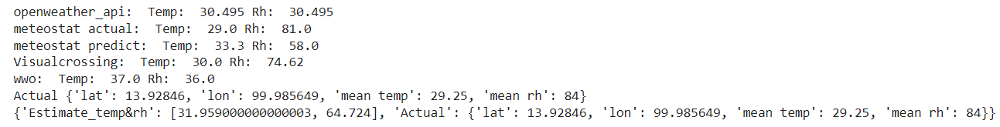 openweather_api:  Temp:  30.495 Rh:  30.495
meteostat actual:  Temp:  29.0 Rh:  81.0
meteostat predict:  Temp:  33.3 Rh:  58.0
Visualcrossing:  Temp:  30.0 Rh:  74.62
wwo:  Temp:  37.0 Rh:  36.0
Actual {'lat': 13.92846, 'lon': 99.985649, 'mean temp': 29.25, 'mean rh': 84}
{'Estimate_temp&rh': [31.959000000000003, 64.724], 'Actual': {'lat': 13.92846, 'lon': 99.985649, 'mean temp': 29.25, 'mean rh': 84}}